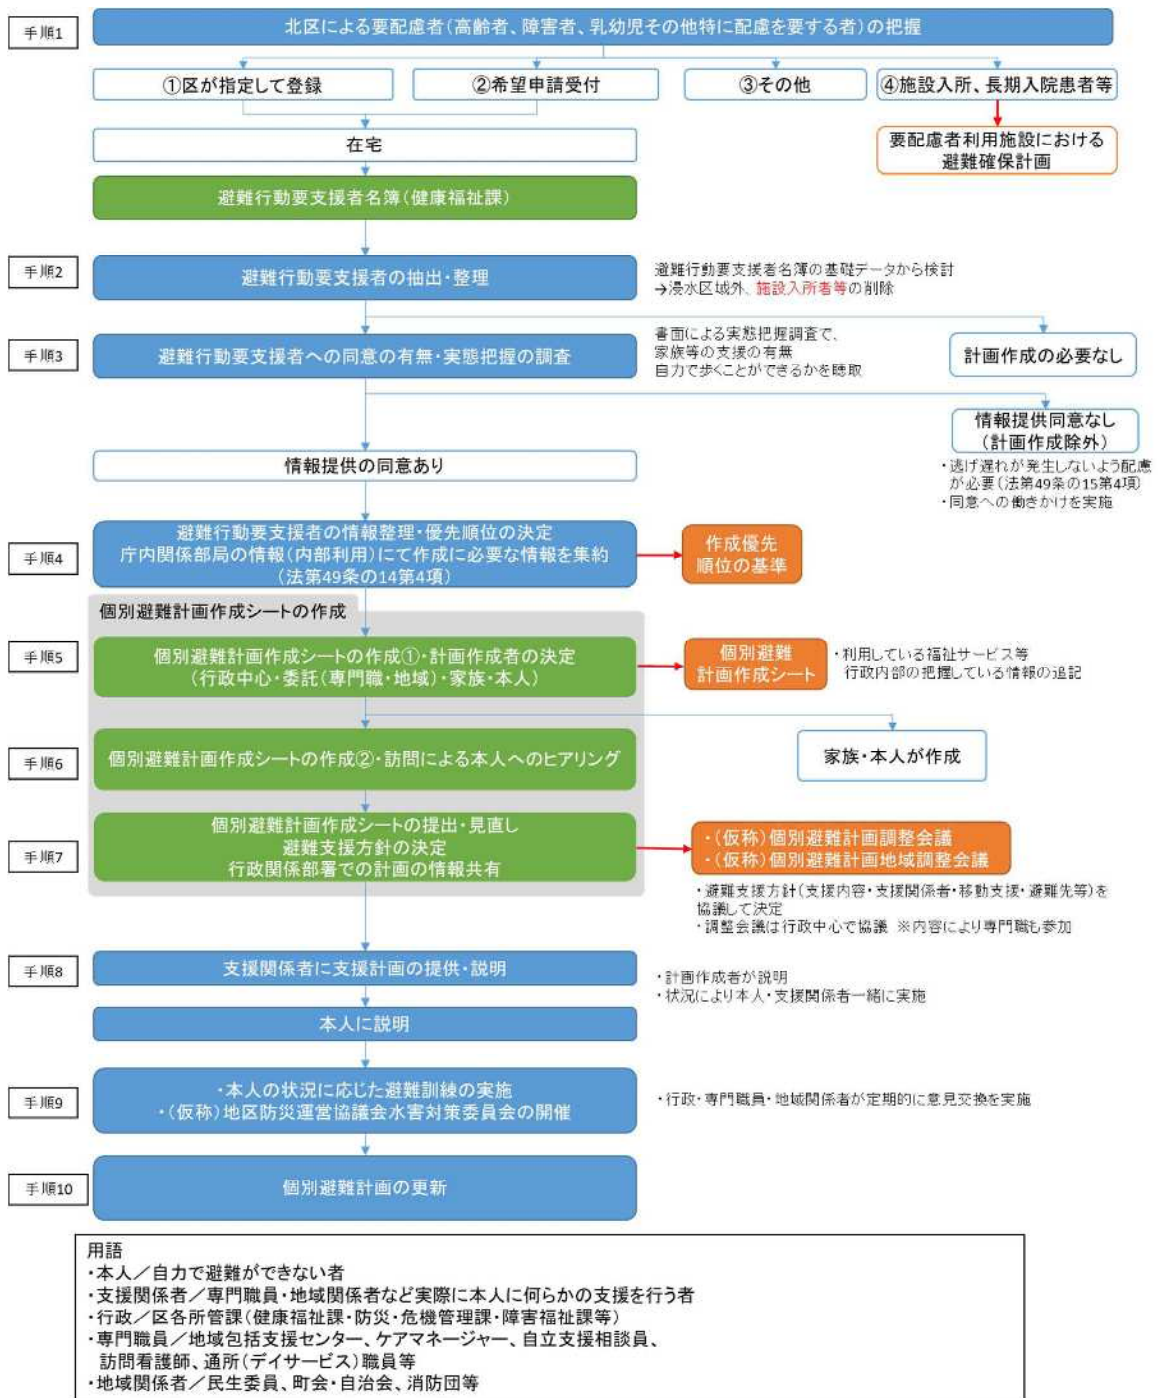 手順1
北区による要配慮者(高齢者、障害者、乳幼児その他特に配慮を要する者)の把握
①区が指定して登録
②希望申請受付
③その他
④施設入所、長期入院患者等
在宅
要配慮者利用施設における
避難確保計画
避難行動要支援者名簿(健康福祉課)
手順2
避難行動要支援者の抽出・整理
避難行動要支援者名簿の基礎データから検討
→浸水区域外、施設入所者等の削除
手順3
避難行動要支援者への同意の有無・実態把握の調査
書面による実態把握調査で、
家族等の支援の有無
自力で歩くことができるかを聴取
計画作成の必要なし
情報提供同意なし
(計画作成除外)
・逃げ遅れが発生しないよう配慮
が必要(法第49条の15第4項)
・同意への働きかけを実施
情報提供の同意あり
手順4
避難行動要支援者の情報整理・優先順位の決定
庁内関係部局の情報(内部利用)にて作成に必要な情報を集約
(法第49条の14第4項)
作成優先
順位の基準
個別避難計画作成シートの作成
手順5
個別避難計画作成シートの作成①・計画作成者の決定
(行政中心・委託(専門職・地域)・家族・本人)
個別避難
計画作成シート
・利用している福祉サービス等
行政内部の把握している情報の追記
手順6
個別避難計画作成シートの作成②・訪問による本人へのヒアリング
家族・本人が作成
手順7
個別避難計画作成シートの提出・見直し
避難支援方針の決定
行政関係部署での計画の情報共有
・(仮称)個別避難計画調整会議
・(仮称)個別避難計画地域調整会議
・避難支援方針(支援内容・支援関係者・移動支援・避難先等)を
協議して決定
・調整会議は行政中心で協議 ※内容により専門職も参加
手順8
支援関係者に支援計画の提供・説明
・計画作成者が説明
・状況により本人・支援関係者一緒に実施
本人に説明
手順9
・本人の状況に応じた避難訓練の実施
・(仮称)地区防災運営協議会水害対策委員会の開催
・行政・専門職員・地域関係者が定期的に意見交換を実施
手順10
個別避難計画の更新
用語
・本人/自力で避難ができない者
・支援関係者/専門職員・地域関係者など実際に本人に何らかの支援を行う者
・行政/区各所管課(健康福祉課・防災・危機管理課・障害福祉課等)
・専門職員/地域包括支援センター、ケアマネージャー、自立支援相談員、
訪問看護師、通所(デイサービス)職員等
・地域関係者/民生委員、町会・自治会、消防団等